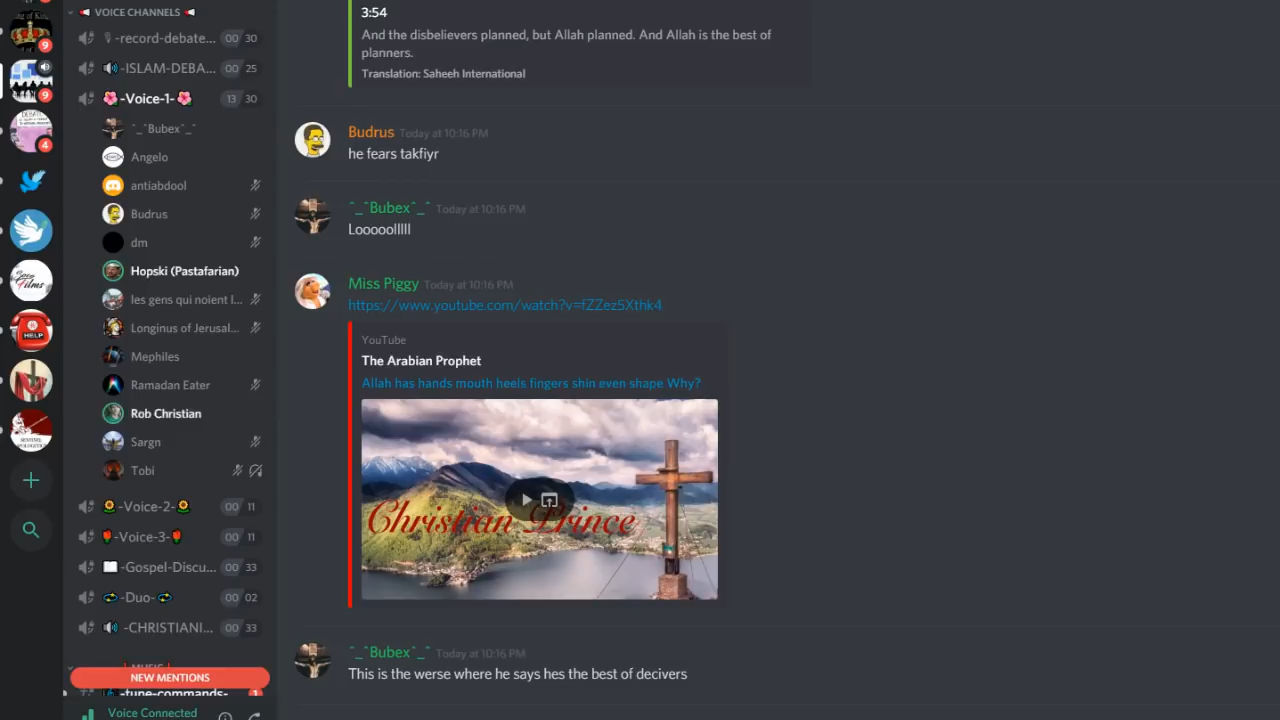 VOICE CHANNELS
-record-debate... 00 30
-ISLAM-DEBA... 00 25
-Voice-1- 13 30
^_^Bubex^_^
Angelo
antiabdool
Budrus
dm
Hopski (Pastafarian)
les gens qui noient l...
Longinus of Jerusal...
Mephiles
Ramadan Eater
Rob Christian
Sargn
Tobi
-Voice-2- 00 11
-Voice-3- 00 11
-Gospel-Discu... 00 33
-Duo- 00 02
-CHRISTIANI... 00 33
NEW MENTIONS
-tune-commands- 1
Voice Connected
9
9
4
HELP
3:54
And the disbelievers planned, but Allah planned. And Allah is the best of
planners.
Translation: Saheeh International
Budrus Today at 10:16 PM
he fears takfiyr
^_^Bubex^_^ Today at 10:16 PM
Looooolllll
Miss Piggy Today at 10:16 PM
https://www.youtube.com/watch?v=fZZez5Xthk4
YouTube
The Arabian Prophet
Allah has hands mouth heels fingers shin even shape Why?
Christian Prince
^_^Bubex^_^ Today at 10:16 PM
This is the werse where he says hes the best of decivers